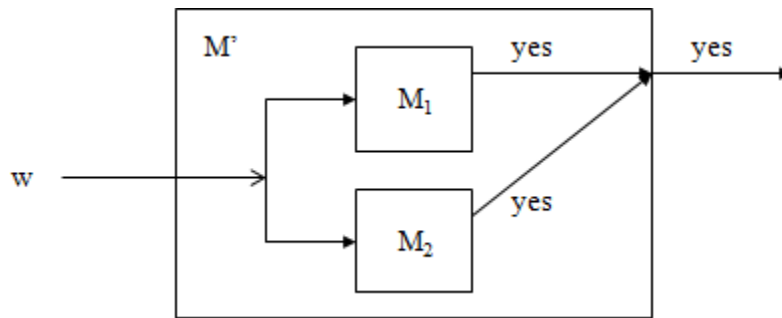 M’
yes
yes
M₁
w
yes
M₂